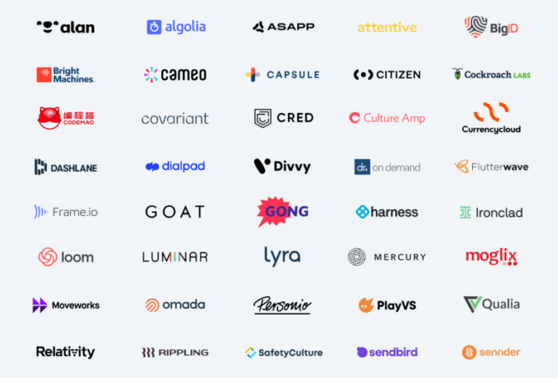 alan
algolia
ASAPP
attentive
BigID
Bright
Machines.
CAMEO
CAPSULE
CITIZEN
Cockroach LABS
编程猫
CODEMAO
covariant
CRED
Culture Amp
Currencycloud
DASHLANE
dialpad
Divvy
dr. on demand
Flutterwave
Frame.io
GOAT
GONG
harness
Ironclad
loom
LUMINAR
lyra
MERCURY
moglix
Moveworks
omada
Personio
PlayVS
Qualia
Relativity
RIPPLING
SafetyCulture
sendbird
sennder